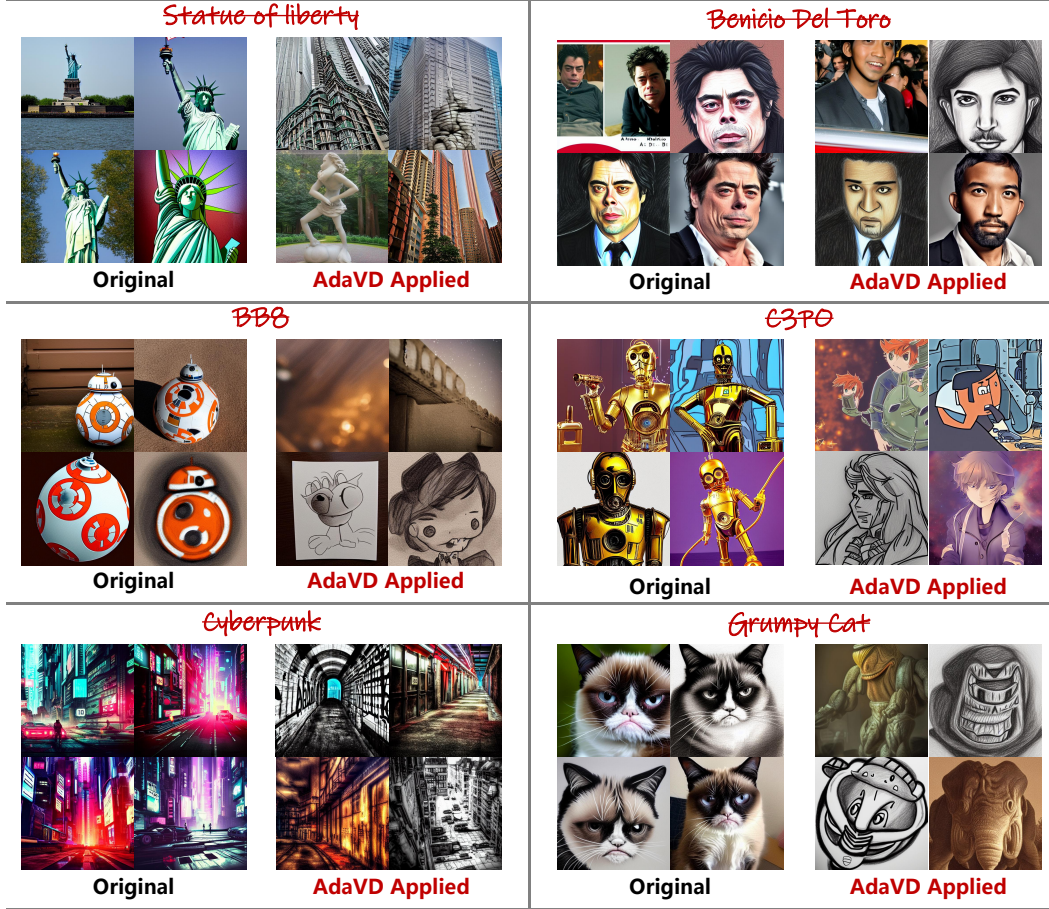 Statue of liberty
Benicio Del Toro
Original
AdaVD Applied
Original
AdaVD Applied
BB8
C3PO
Original
AdaVD Applied
Original
AdaVD Applied
Cyberpunk
Grumpy Cat
Original
AdaVD Applied
Original
AdaVD Applied